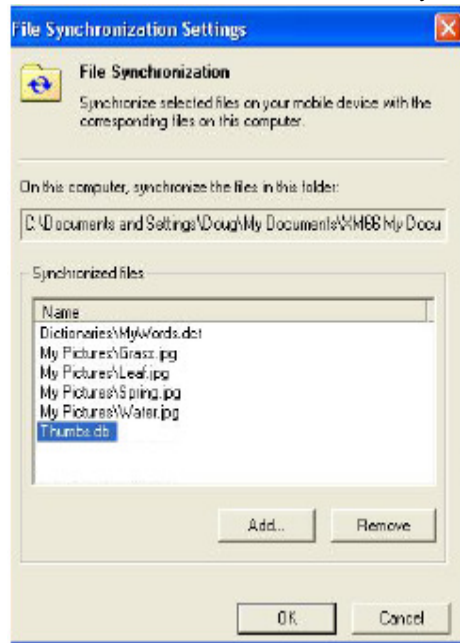 File Synchronization Settings
File Synchronization
Synchronize selected files on your mobile device with the
corresponding files on this computer.
On this computer, synchronize the files in this folder:
C:\Documents and Settings\Doug\My Documents\XM66 My Docu
Synchronized files
Name
Dictionaries\MyWords.dct
My Pictures\Grass.jpg
My Pictures\Leaf.jpg
My Pictures\Spring.jpg
My Pictures\Water.jpg
Thumbs.db
Add... Remove
OK Cancel